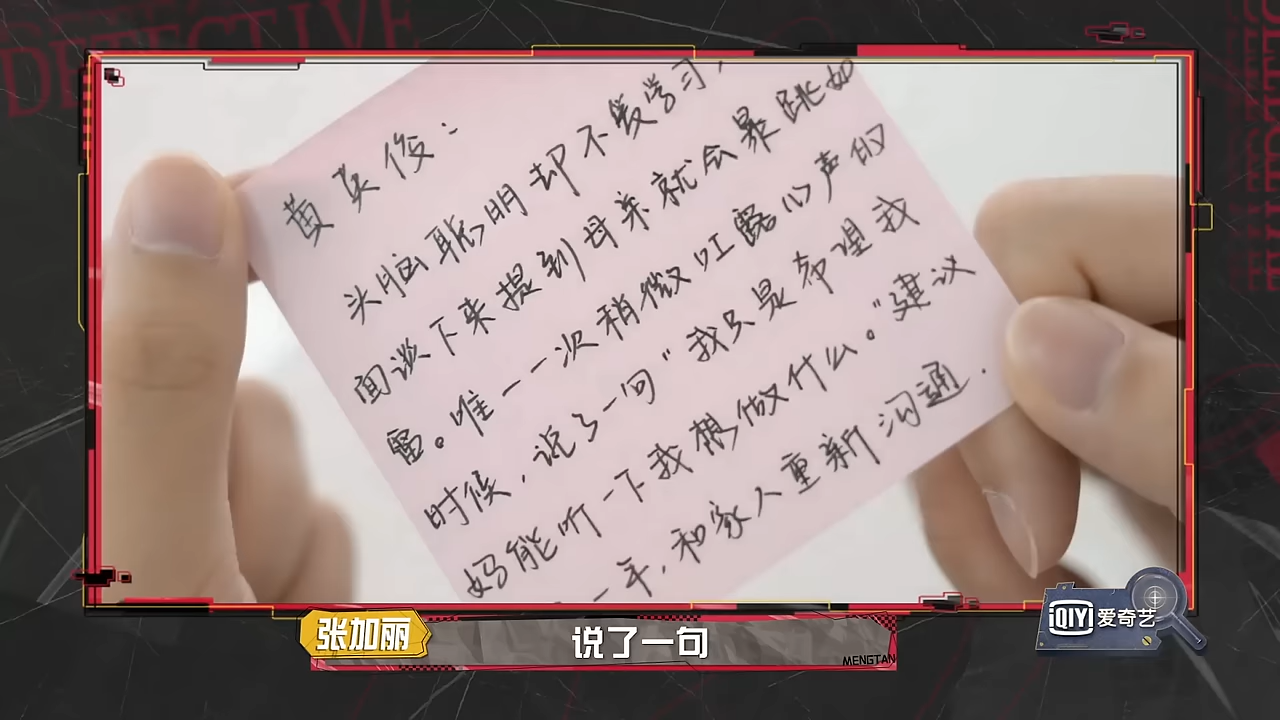 DETECTIVE
黄英俊：
头脑聪明却不爱学习，
面谈下来提到母亲就会暴跳如
雷。唯一一次稍微吐露心声的
时候，说了一句“我只是希望我
妈能听一下我想做什么。”建议
一年，和家人重新沟通.
张加丽
说了一句
MENGTAN
iQIYI 爱奇艺